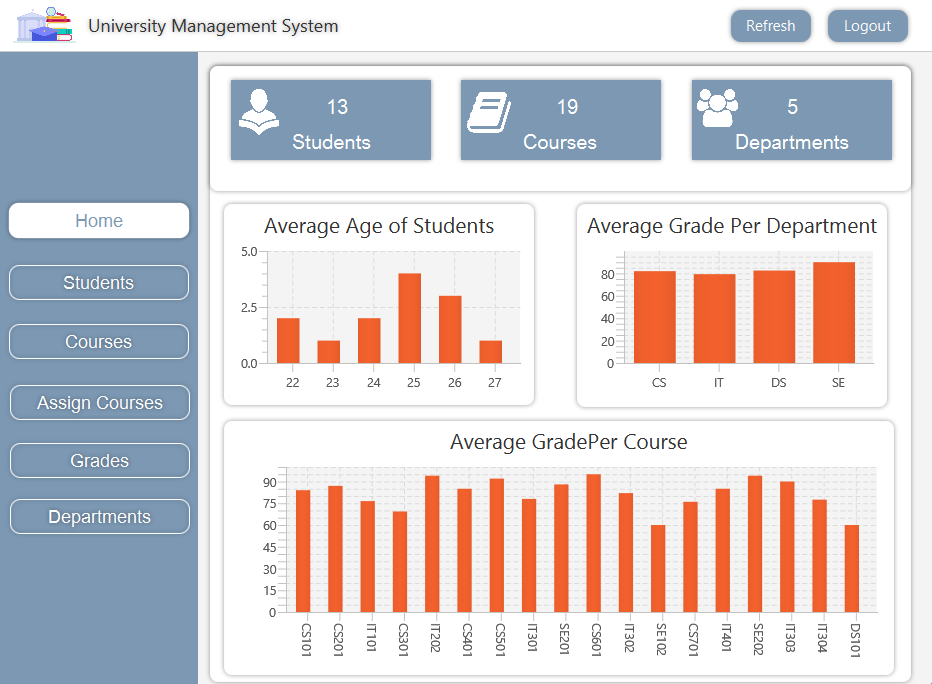 University Management System
Refresh
Logout
13
Students
19
Courses
5
Departments
Home
Students
Courses
Assign Courses
Grades
Departments
Average Age of Students
5.0
2.5
0.0
22 23 24 25 26 27
Average Grade Per Department
80
60
40
20
0
CS IT DS SE
Average GradePer Course
90
75
60
45
30
15
0
CS101 CS201 IT101 CS301 IT202 CS401 CS501 IT301 SE201 CS601 IT302 SE102 CS701 IT401 SE202 IT303 IT304 DS101